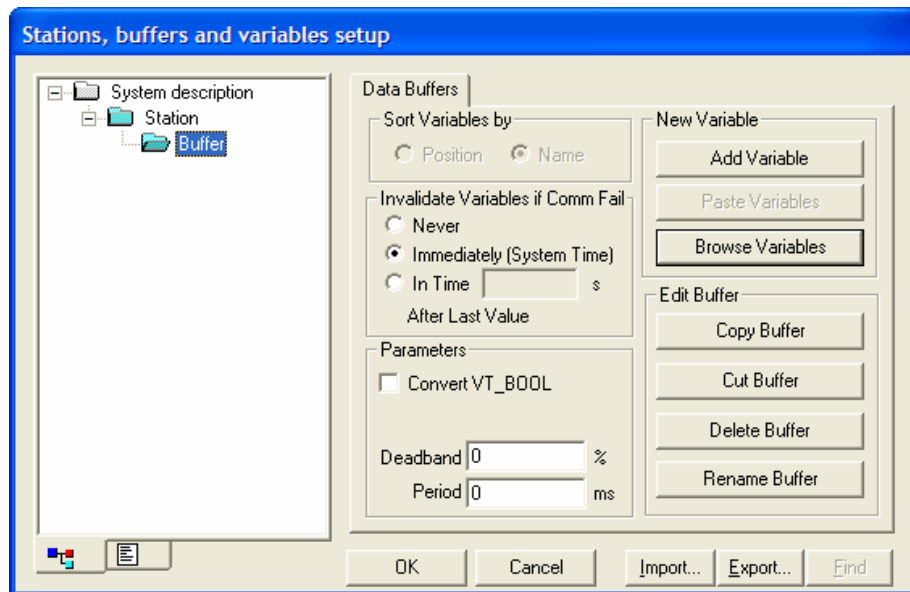 Stations, buffers and variables setup
System description
Station
Buffer
Data Buffers
Sort Variables by
Position Name
Invalidate Variables if Comm Fail
Never
Immediately (System Time)
In Time s
After Last Value
Parameters
Convert VT_BOOL
Deadband 0 %
Period 0 ms
New Variable
Add Variable
Paste Variables
Browse Variables
Edit Buffer
Copy Buffer
Cut Buffer
Delete Buffer
Rename Buffer
OK Cancel Import... Export... Find